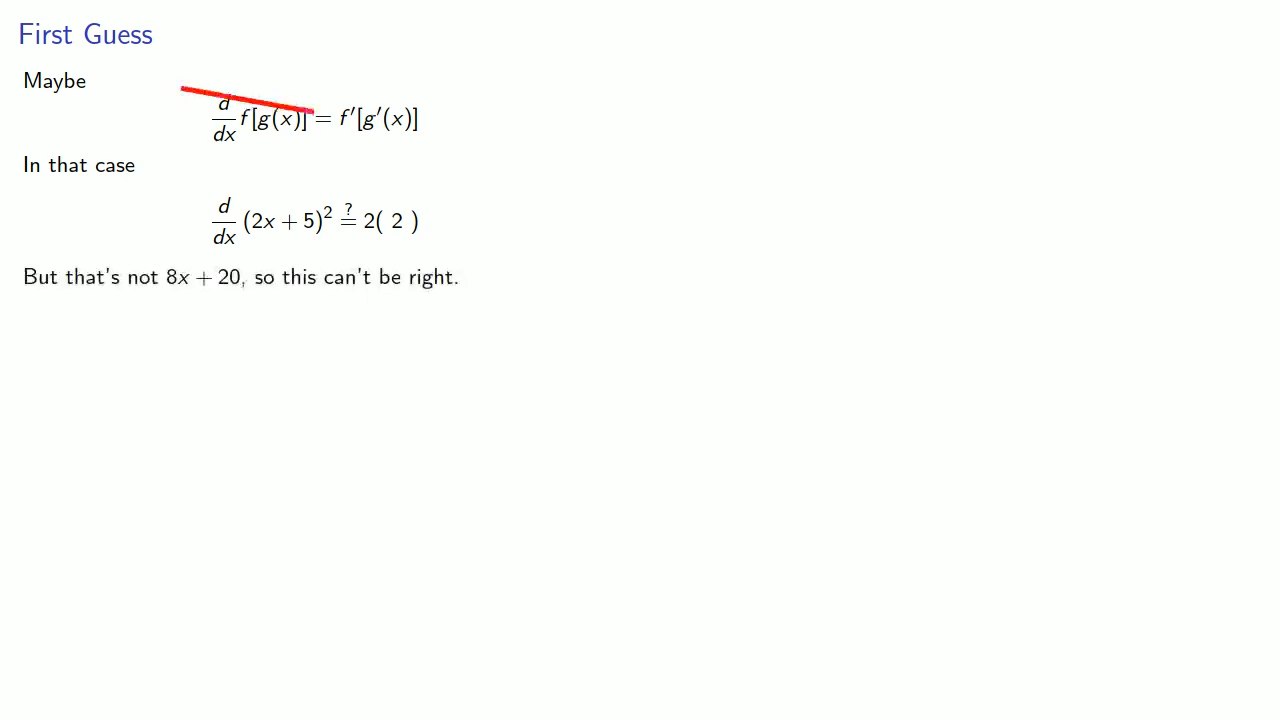 First Guess
Maybe
d/dx f[g(x)] = f′[g′(x)]
In that case
d/dx (2x + 5)² ?= 2( 2 )
But that's not 8x + 20, so this can't be right.